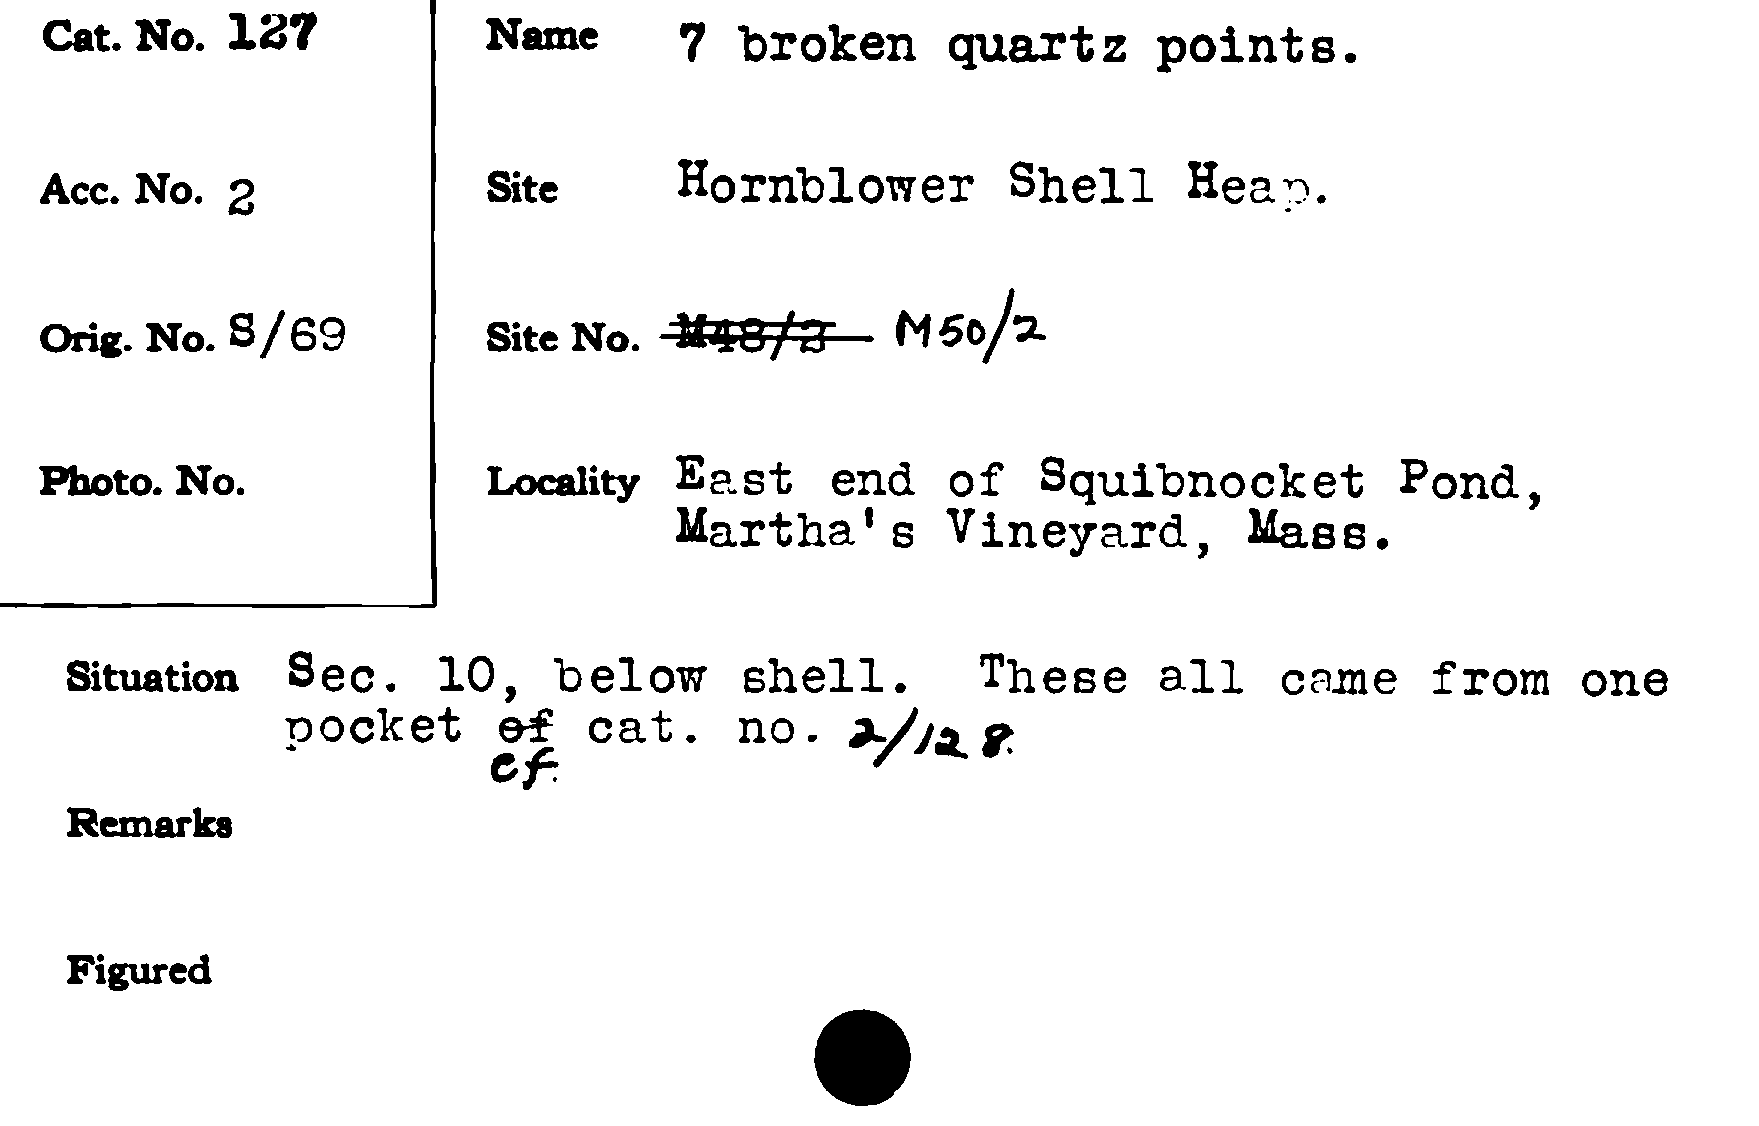 Cat. No. 127
Name 7 broken quartz points.
Acc. No. 2
Site Hornblower Shell Heap.
Orig. No. S/69
Site No. M48/2 M50/2
Photo. No.
Locality East end of Squibnocket Pond,
Martha's Vineyard, Mass.
Situation Sec. 10, below shell. These all came from one
pocket of cat. no. 2/128.
cf.
Remarks
Figured